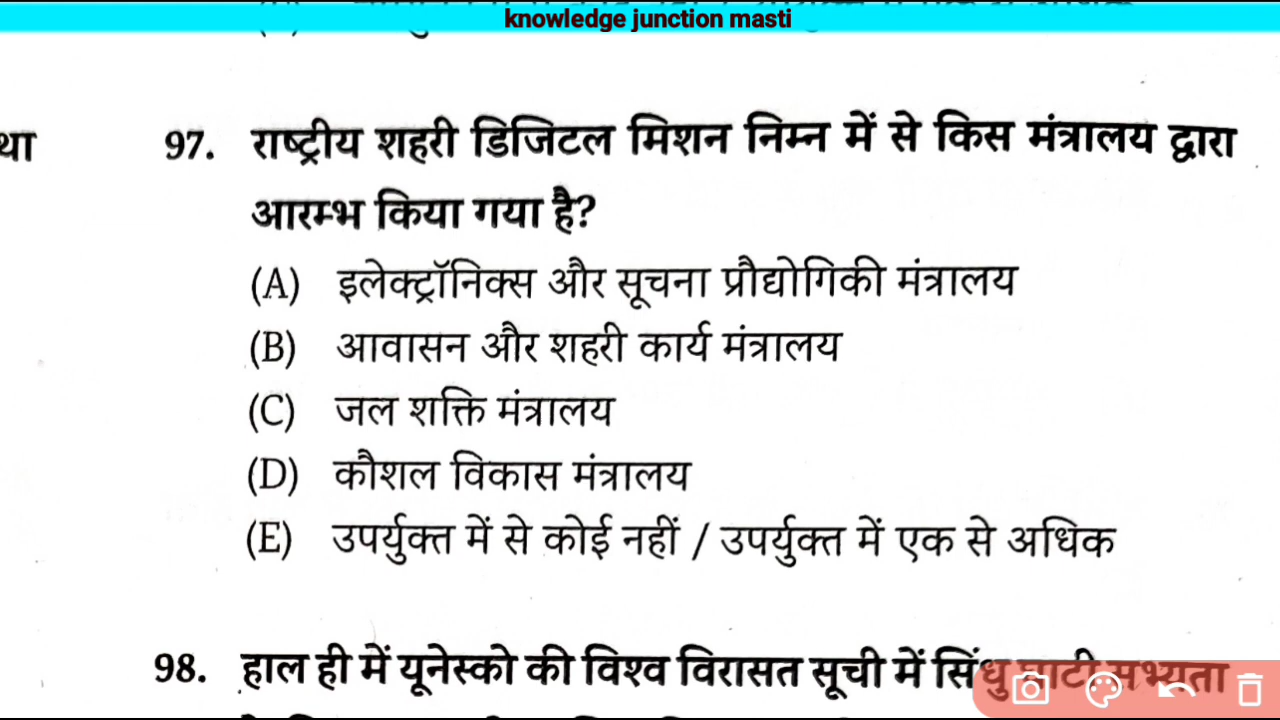 knowledge junction masti
था
97. राष्ट्रीय शहरी डिजिटल मिशन निम्न में से किस मंत्रालय द्वारा
आरम्भ किया गया है?
(A) इलेक्ट्रॉनिक्स और सूचना प्रौद्योगिकी मंत्रालय
(B) आवासन और शहरी कार्य मंत्रालय
(C) जल शक्ति मंत्रालय
(D) कौशल विकास मंत्रालय
(E) उपर्युक्त में से कोई नहीं / उपर्युक्त में एक से अधिक
98. हाल ही में यूनेस्को की विश्व विरासत सूची में सिंधु घाटी सभ्यता